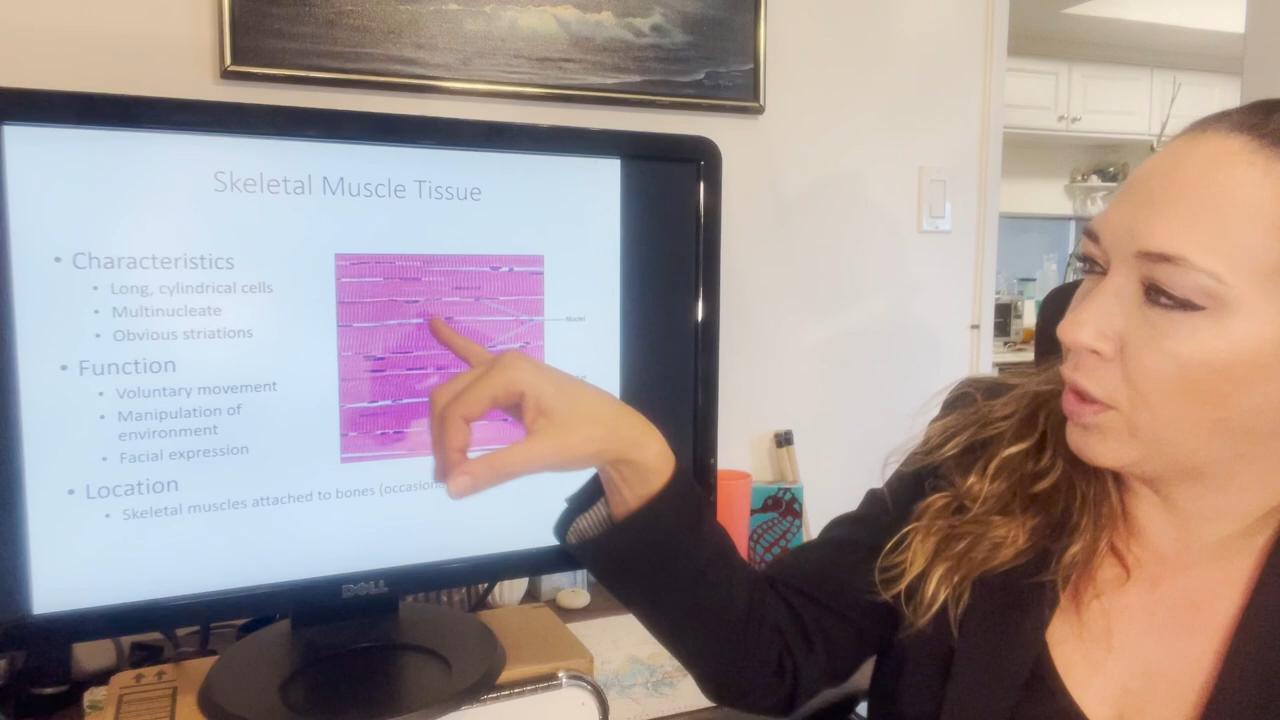 Skeletal Muscle Tissue
• Characteristics
• Long, cylindrical cells
• Multinucleate
• Obvious striations
Nuclei
• Function
• Voluntary movement
• Manipulation of
environment
• Facial expression
• Location
• Skeletal muscles attached to bones
DELL